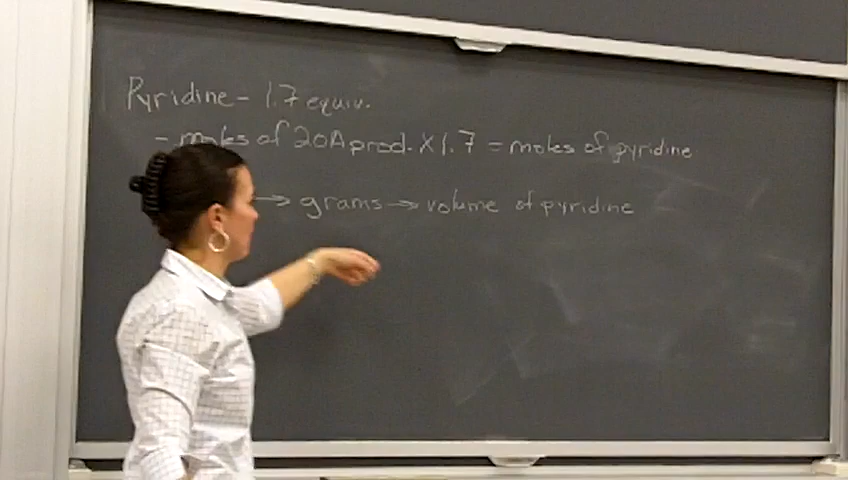 Pyridine - 1.7 equiv.
- moles of 20A prod. X 1.7 = moles of pyridine
→ grams → volume of pyridine